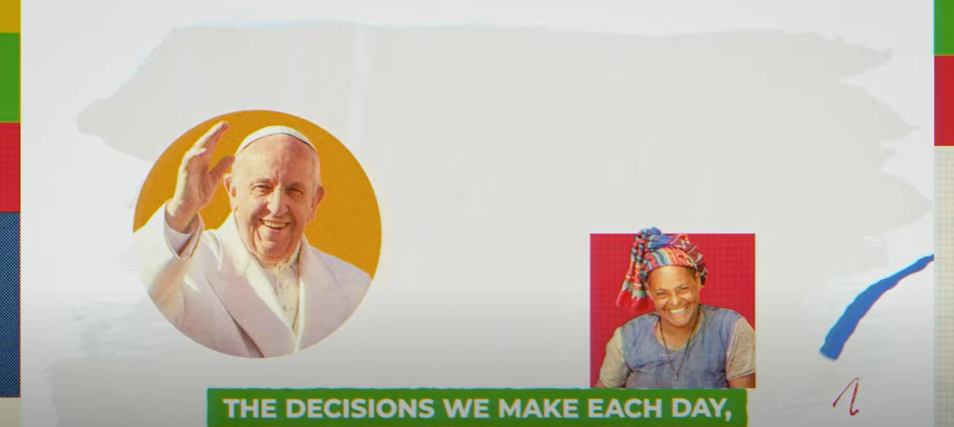 THE DECISIONS WE MAKE EACH DAY,